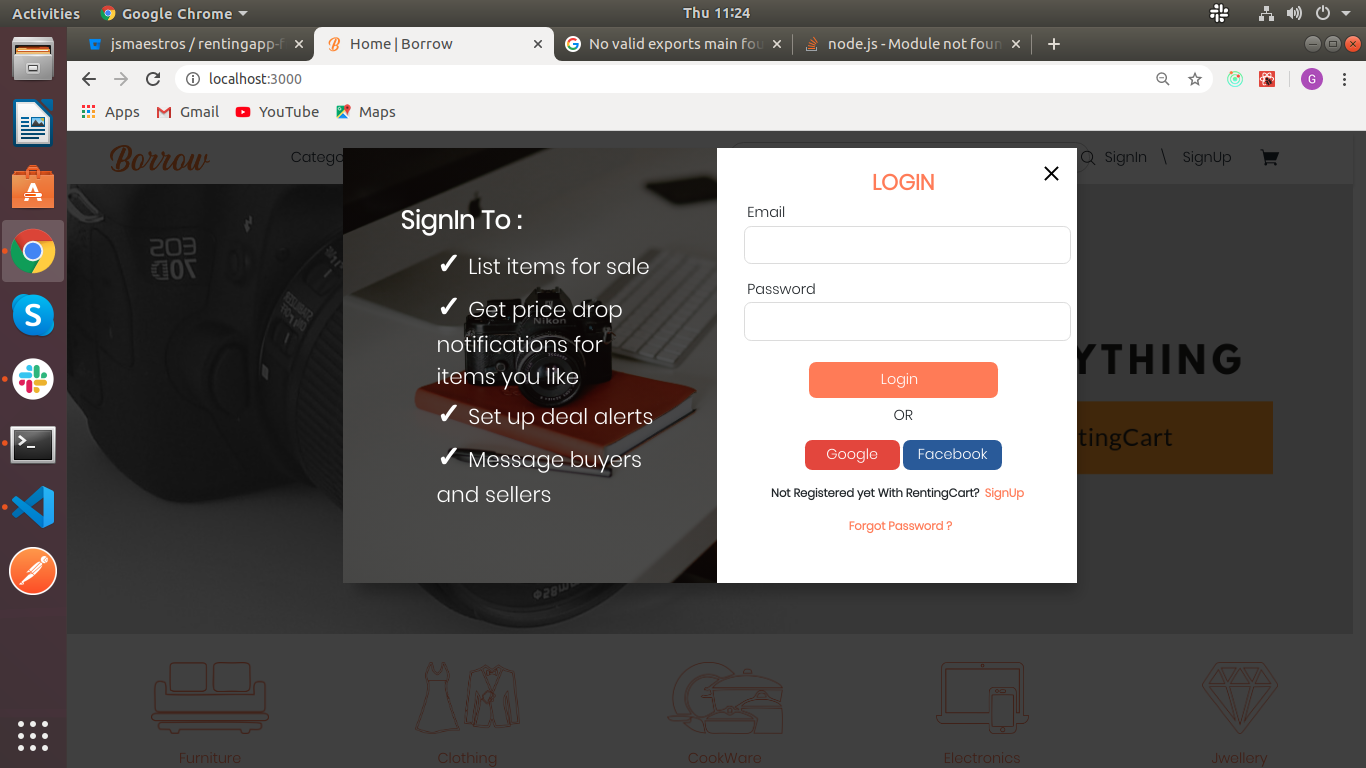 Activities Google Chrome Thu 11:24
jsmaestros / rentingapp-f Home | Borrow No valid exports main fou node.js - Module not foun
localhost:3000 G
Apps Gmail YouTube Maps
Borrow Catego SignIn \ SignUp
LOGIN
Email
Password
Login
OR
Google Facebook
Not Registered yet With RentingCart? SignUp
Forgot Password ?
SignIn To :
✓ List items for sale
✓ Get price drop
notifications for
items you like
✓ Set up deal alerts
✓ Message buyers
and sellers
Nikon
EOS
70D
YTHING
tingCart
Furniture Clothing CookWare Electronics Jwellery